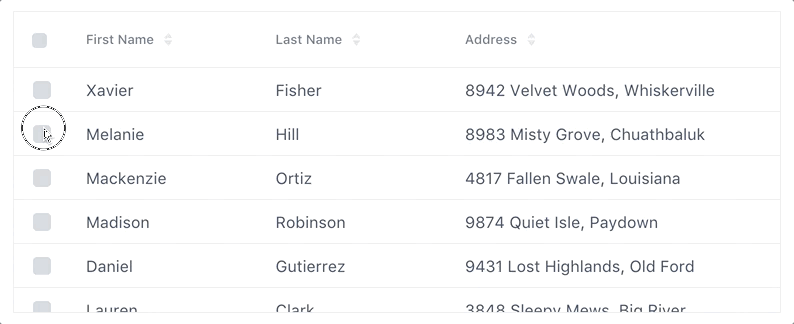 First Name Last Name Address
Xavier Fisher 8942 Velvet Woods, Whiskerville
Melanie Hill 8983 Misty Grove, Chuathbaluk
Mackenzie Ortiz 4817 Fallen Swale, Louisiana
Madison Robinson 9874 Quiet Isle, Paydown
Daniel Gutierrez 9431 Lost Highlands, Old Ford
Lauren Clark 3848 Sleepy Mews, Big River